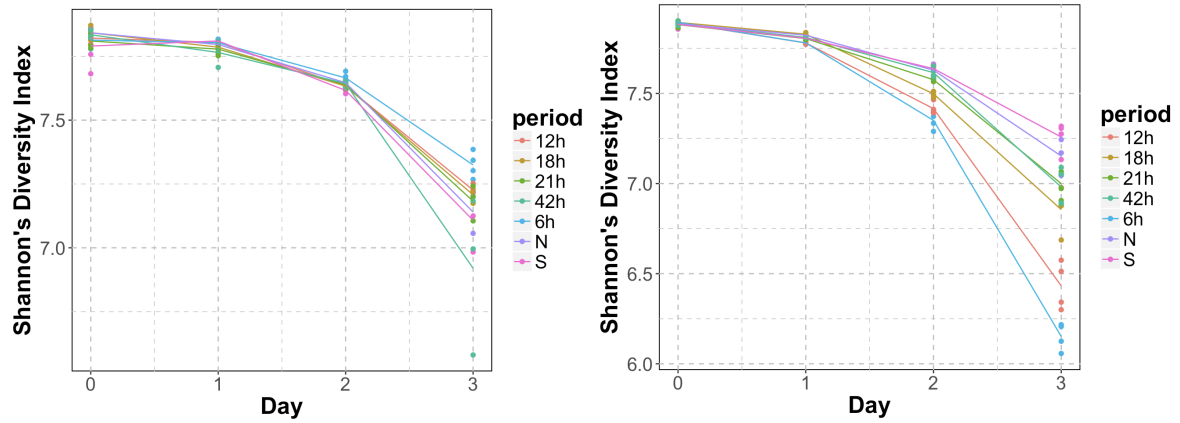 Shannon's Diversity Index
7.5
7.0
0 1 2 3
Day
period
12h
18h
21h
42h
6h
N
S
Shannon's Diversity Index
7.5
7.0
6.5
6.0
0 1 2 3
Day
period
12h
18h
21h
42h
6h
N
S